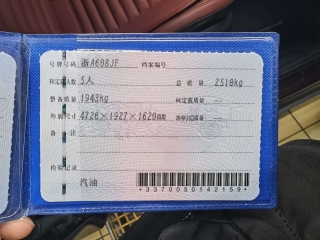 号牌号码 浙A688JF 档案编号
核定载人数 5人 总质量 2518kg
整备质量 1943kg 核定载质量 --
外廓尺寸 4726×1927×1628mm 准牵引总质量 --
备注
检验记录
汽油
*3370050142159*